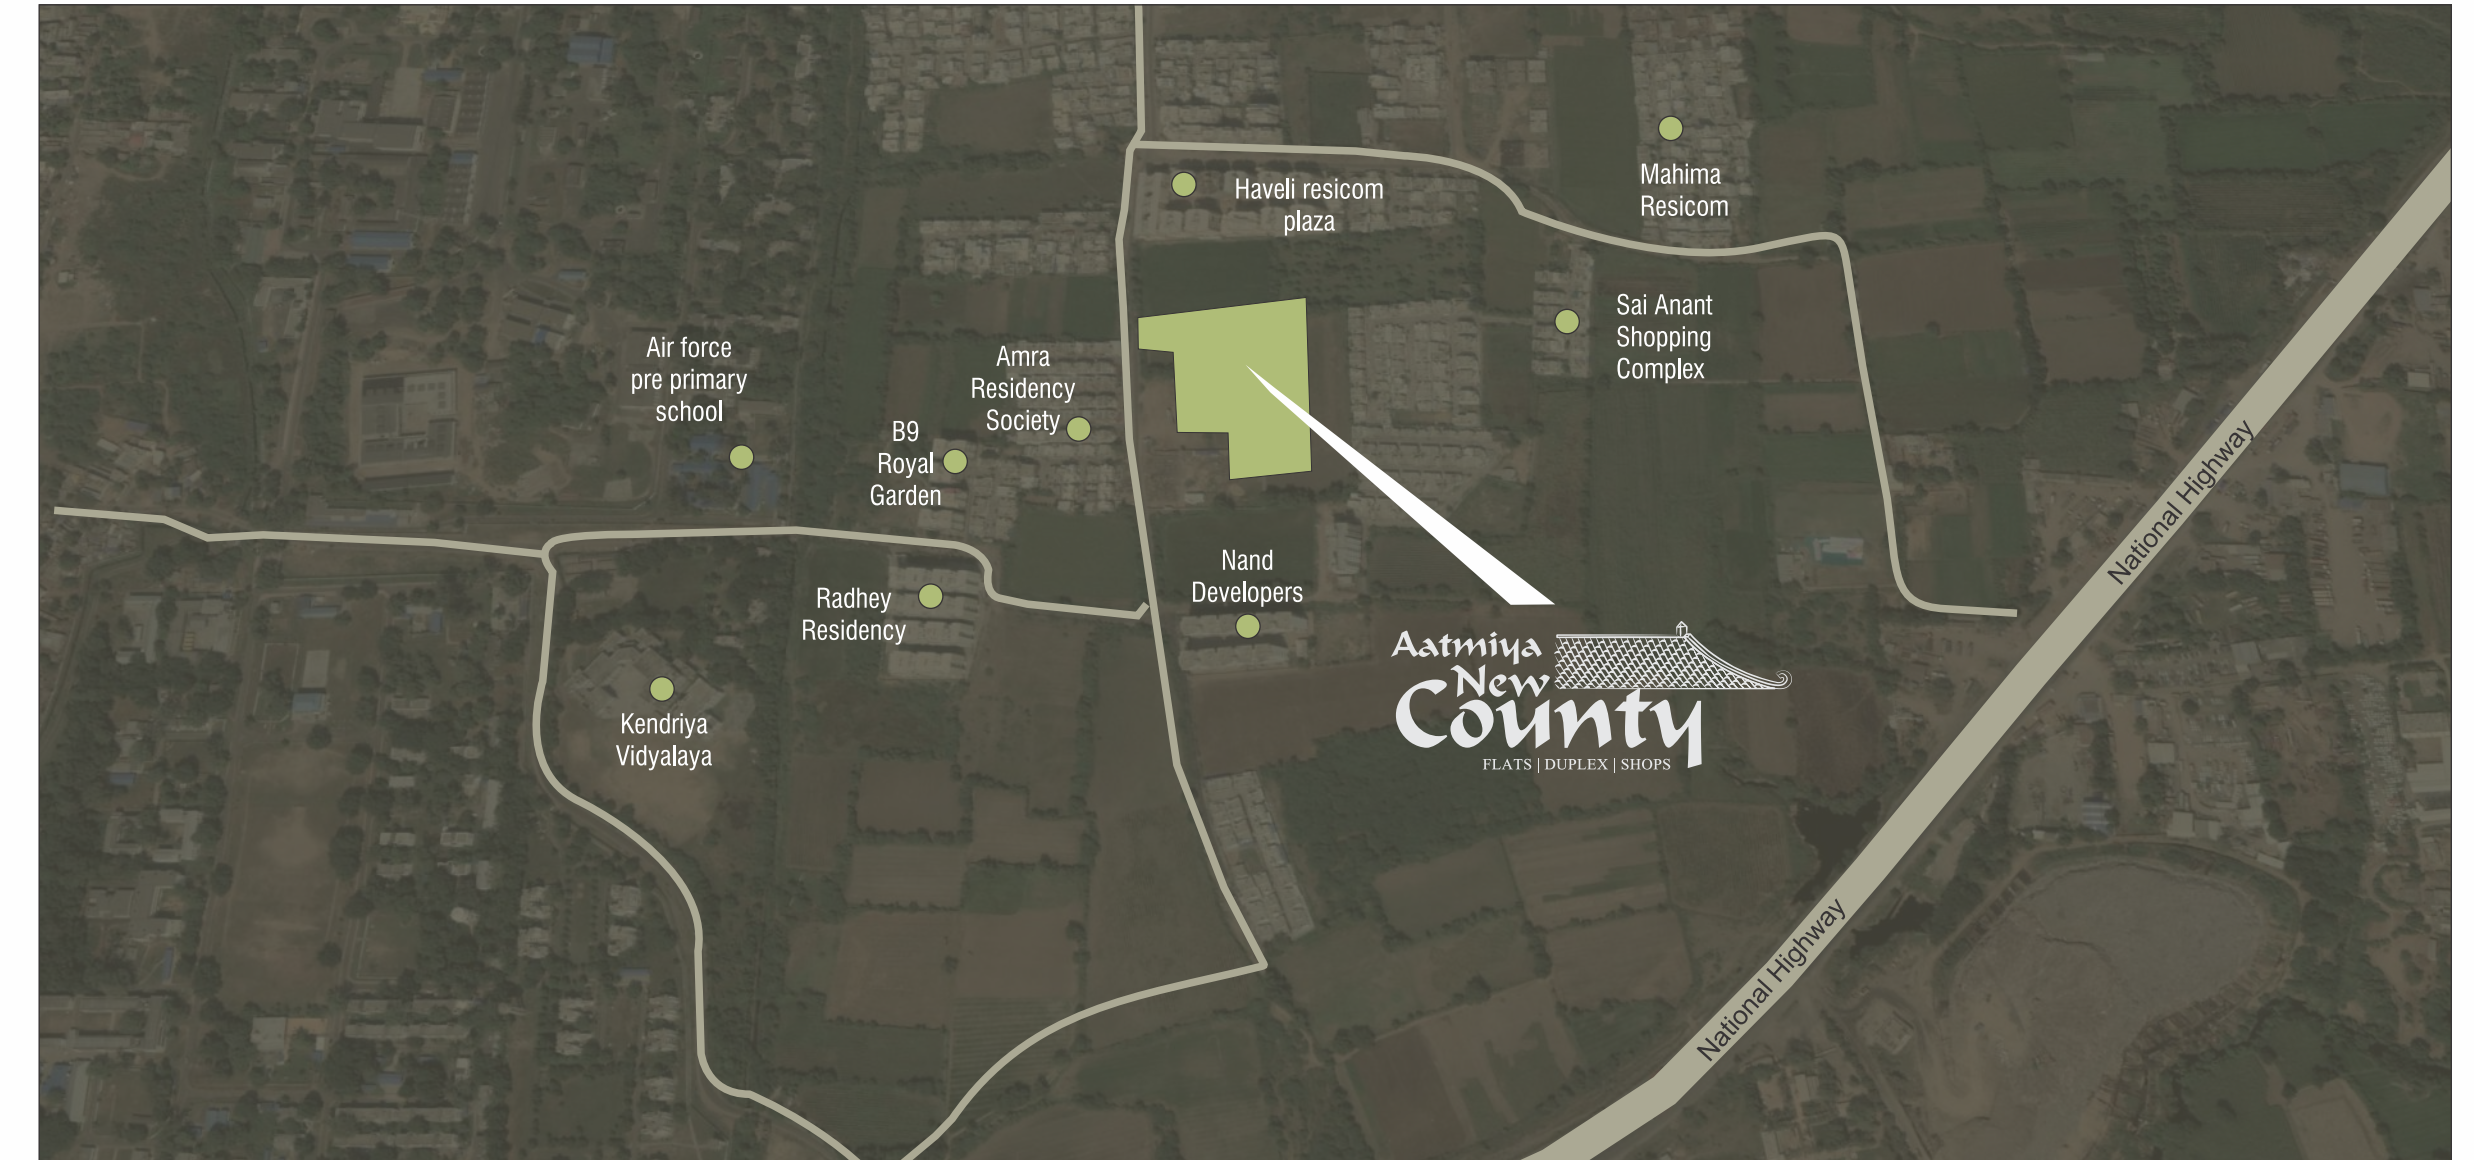 Haveli resicom
plaza
Mahima
Resicom
Sai Anant
Shopping
Complex
Air force
pre primary
school
Amra
Residency
Society
B9
Royal
Garden
National Highway
Nand
Developers
Radhey
Residency
Kendriya
Vidyalaya
Aatmiya
New
County
FLATS | DUPLEX | SHOPS
National Highway